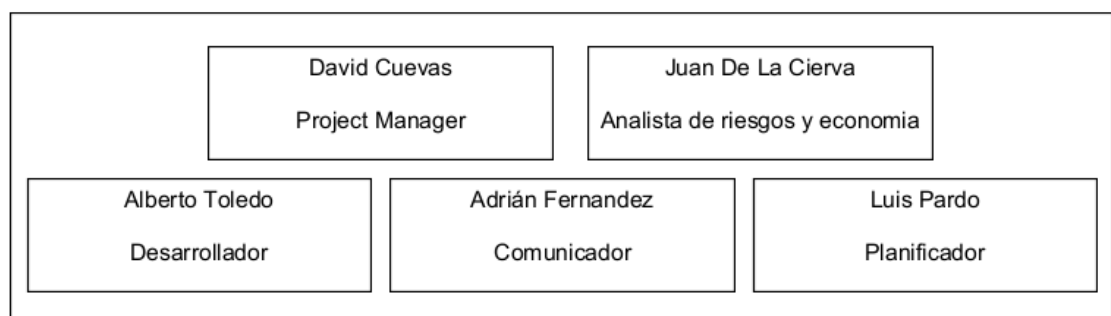 David Cuevas
Project Manager
Juan De La Cierva
Analista de riesgos y economia
Alberto Toledo
Desarrollador
Adrián Fernandez
Comunicador
Luis Pardo
Planificador